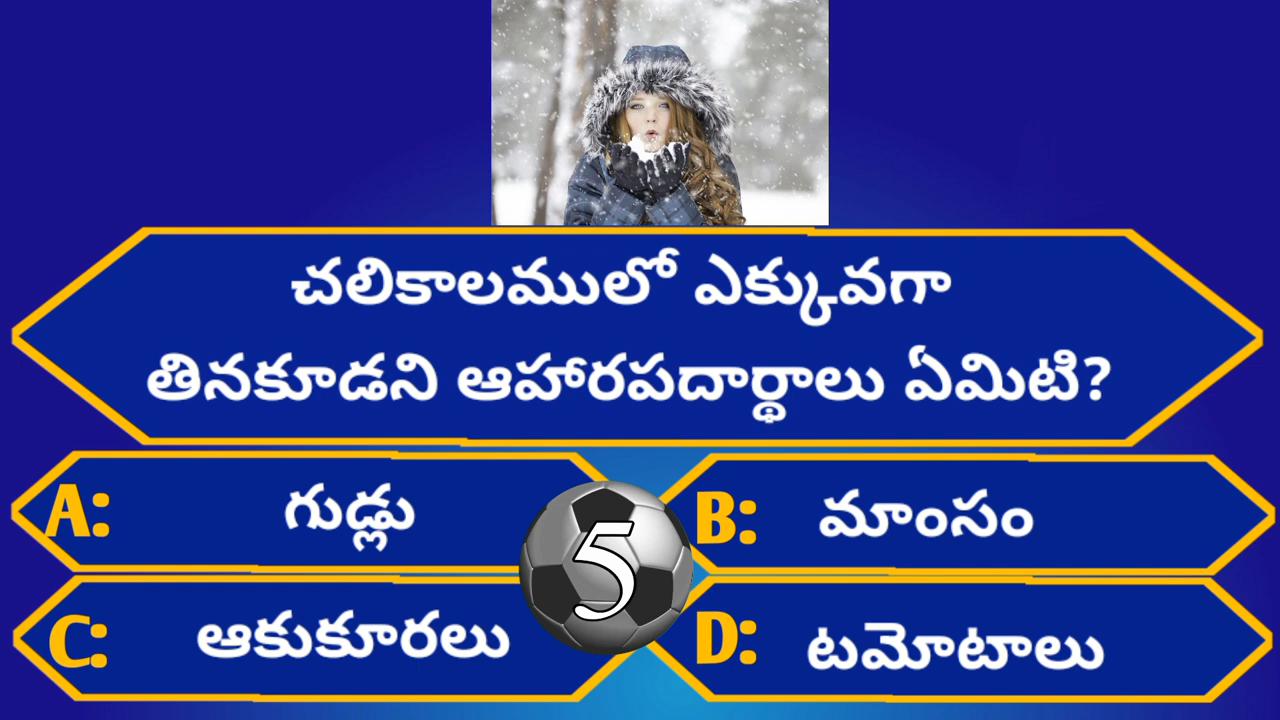 చలికాలములో ఎక్కువగా
తినకూడని ఆహారపదార్థాలు ఏమిటి?
A: గుడ్లు
B: మాంసం
5
C: ఆకుకూరలు
D: టమోటాలు